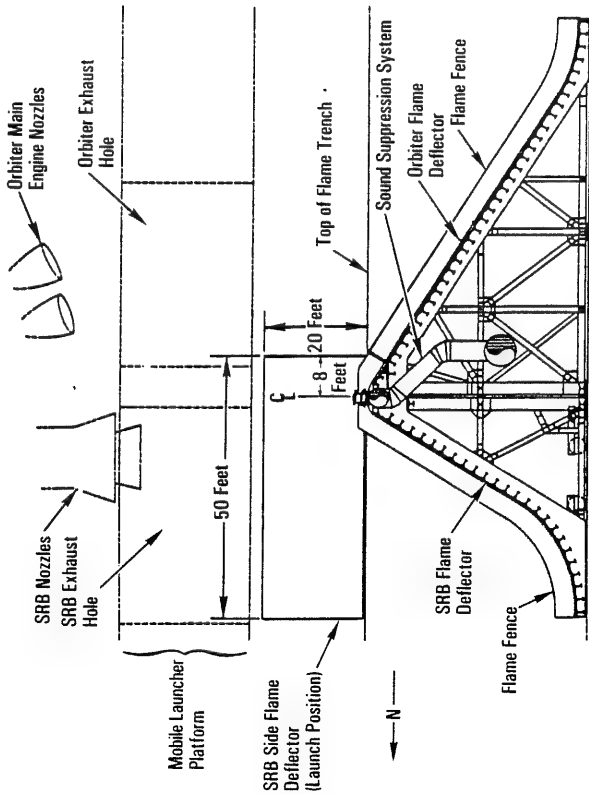 Orbiter Main
Engine Nozzles
Orbiter Exhaust
Hole
SRB Nozzles
SRB Exhaust
Hole
Mobile Launcher
Platform
50 Feet
20 Feet
8
Feet
CL
Top of Flame Trench
SRB Side Flame
Deflector
(Launch Position)
N
Sound Suppression System
Orbiter Flame
Deflector
Flame Fence
SRB Flame
Deflector
Flame Fence